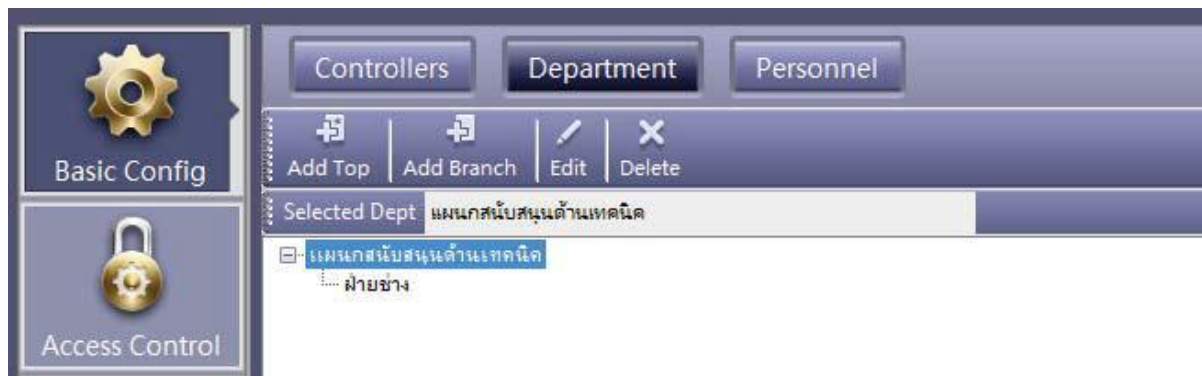 Controllers Department Personnel
Add Top Add Branch Edit Delete
Basic Config
Selected Dept แผนกสนับสนุนด้านเทคนิค
แผนกสนับสนุนด้านเทคนิค
ฝ่ายช่าง
Access Control